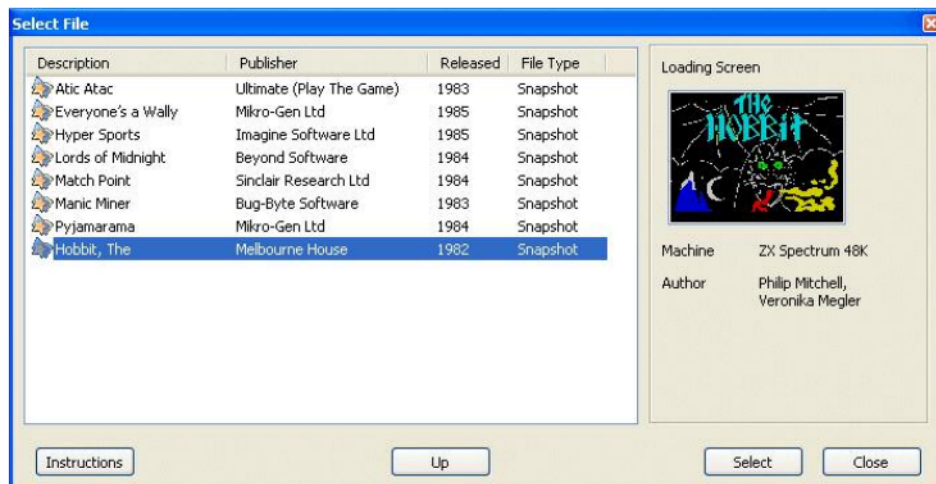 Select File
Description Publisher Released File Type
Atic Atac Ultimate (Play The Game) 1983 Snapshot
Everyone's a Wally Mikro-Gen Ltd 1985 Snapshot
Hyper Sports Imagine Software Ltd 1985 Snapshot
Lords of Midnight Beyond Software 1984 Snapshot
Match Point Sinclair Research Ltd 1984 Snapshot
Manic Miner Bug-Byte Software 1983 Snapshot
Pyjamarama Mikro-Gen Ltd 1984 Snapshot
Hobbit, The Melbourne House 1982 Snapshot
Loading Screen
THE
HOBBIT
Machine ZX Spectrum 48K
Author Philip Mitchell,
Veronika Megler
Instructions Up Select Close